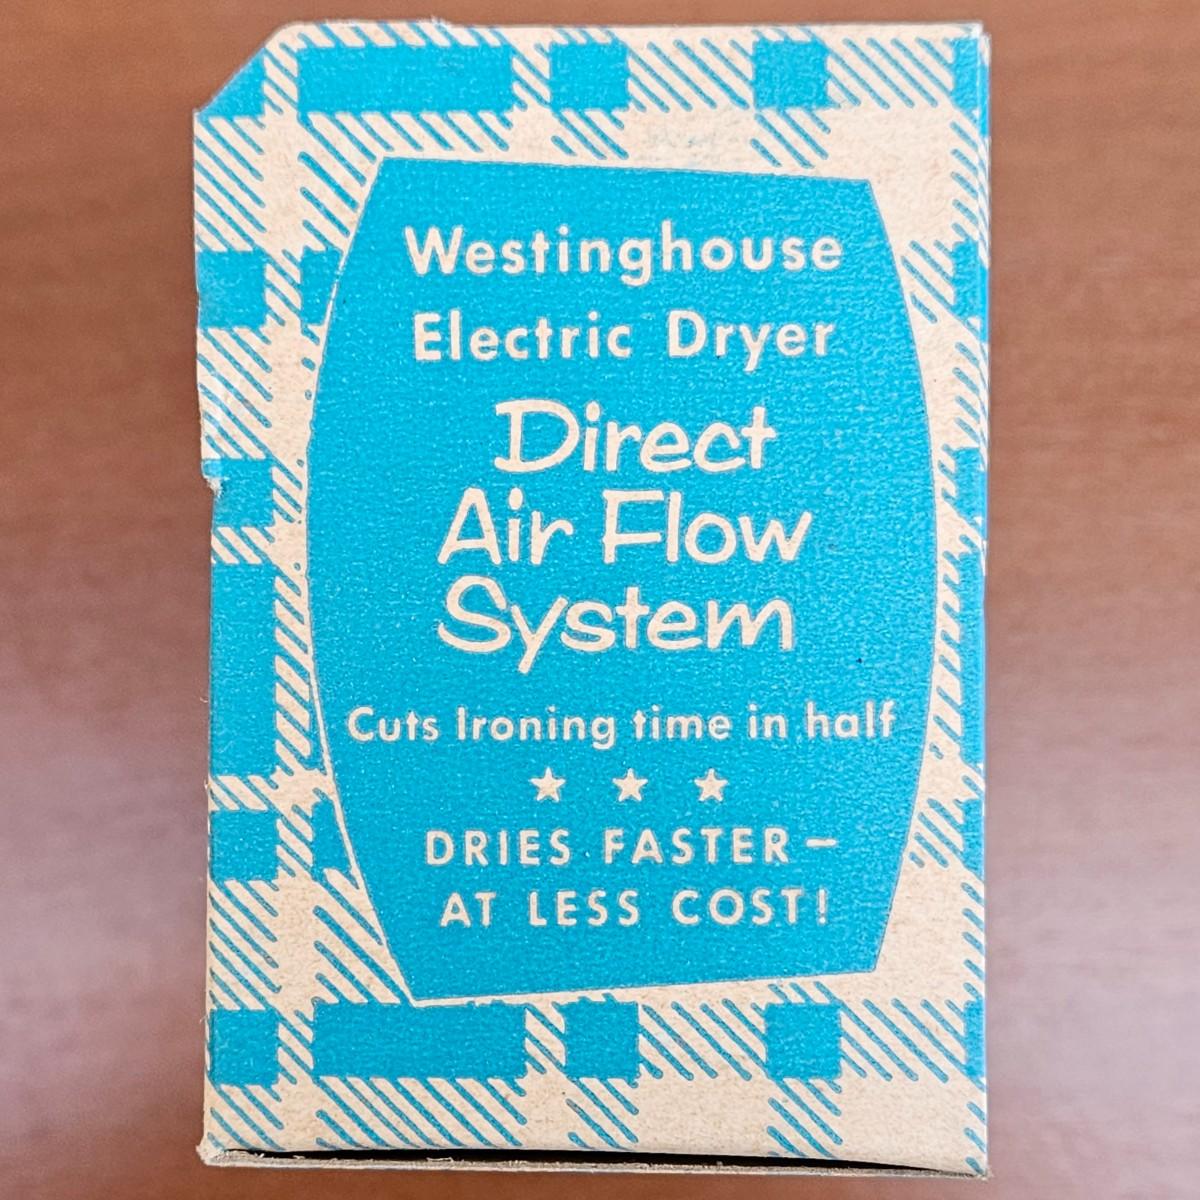 Westinghouse
Electric Dryer
Direct
Air Flow
System
Cuts Ironing time in half
DRIES FASTER —
AT LESS COST!